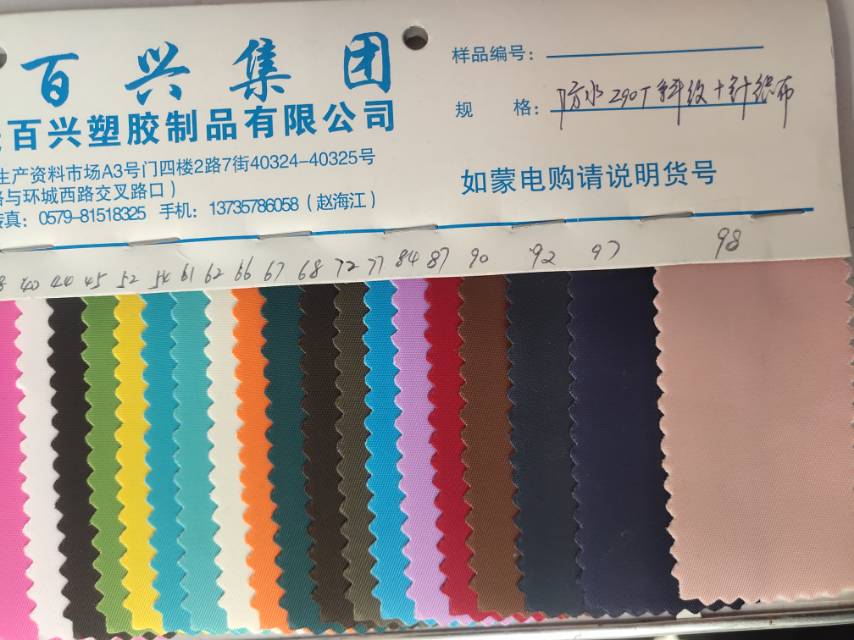 百兴集团
百兴塑胶制品有限公司
生产资料市场A3号门四楼2路7街40324-40325号
路与环城西路交叉路口）
传真：0579-81518325 手机：13735786058（赵海江）
样品编号：
规 格：防水290T斜纹+针织布
如蒙电购请说明货号
40 44 45 52 54 61 62 66 67 68 72 77 84 87 90 92 97 98